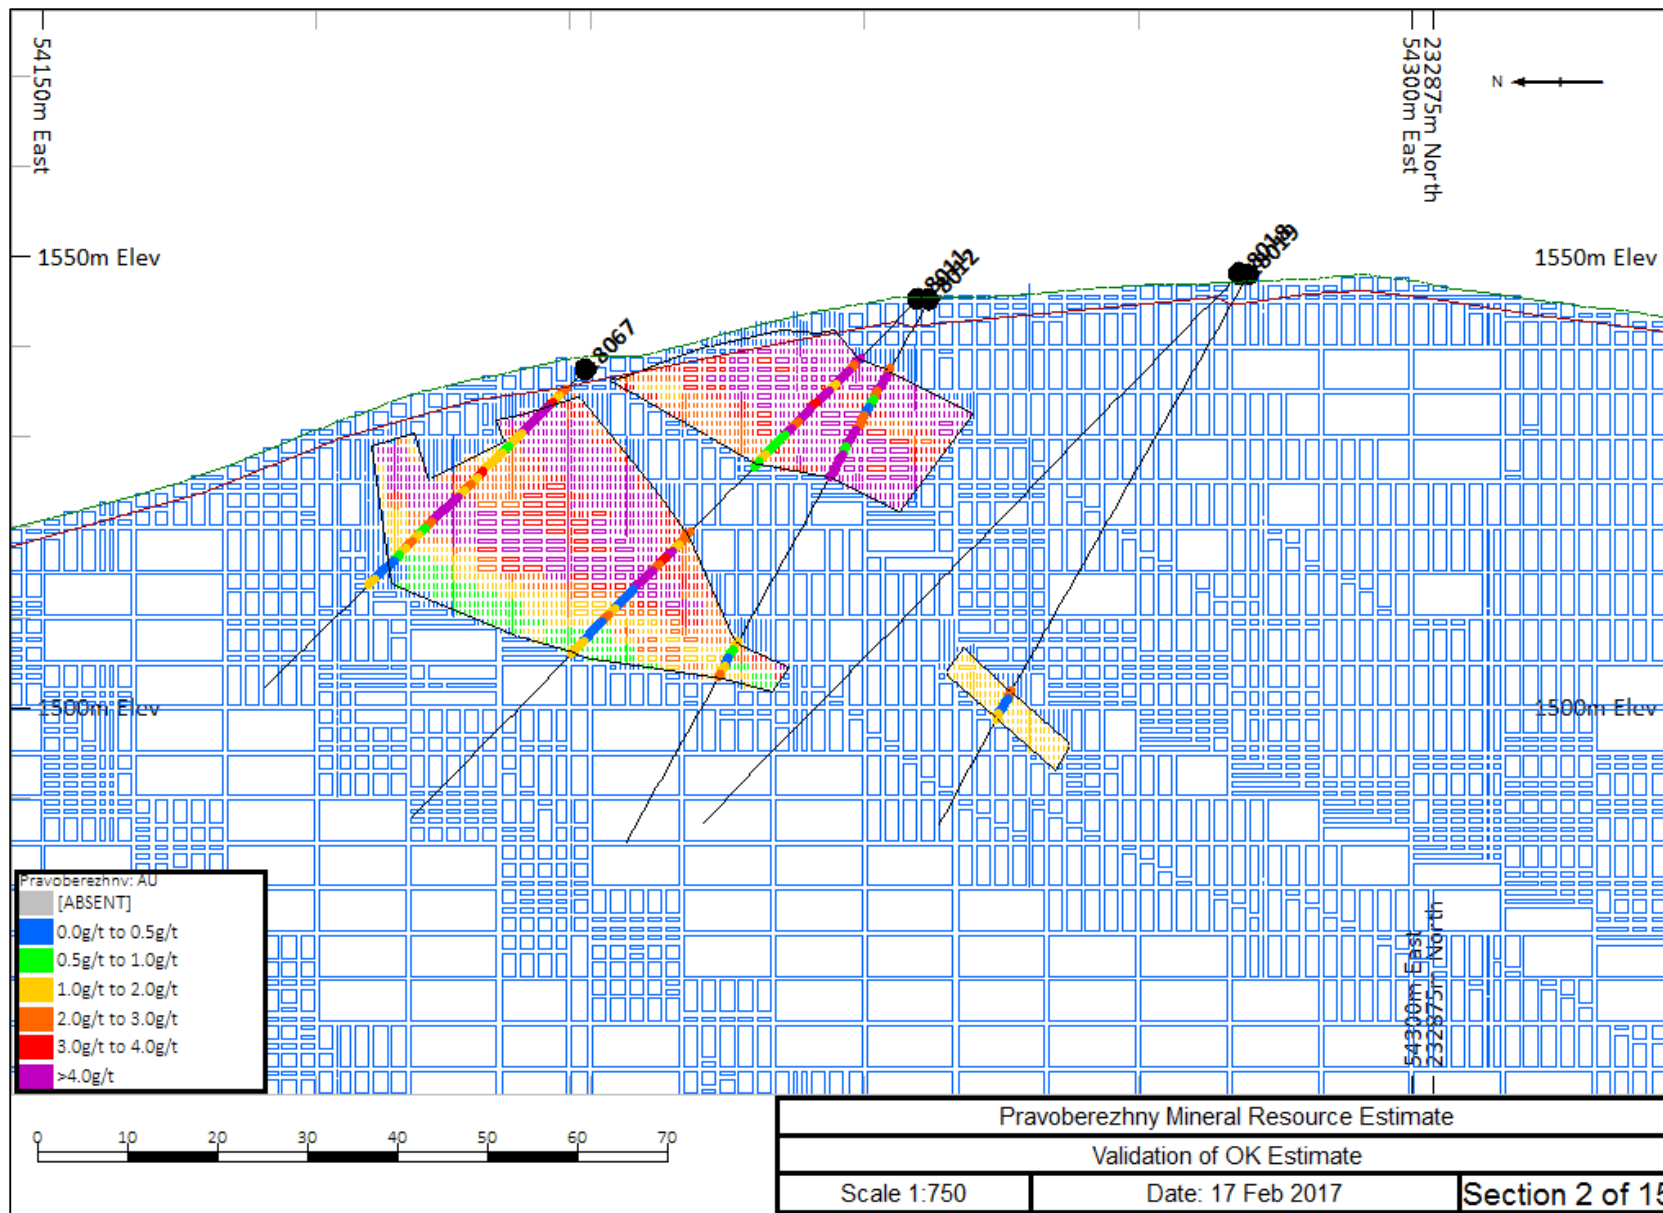 54150m East
232875m North
54300m East
N
1550m Elev
1550m Elev
8018
8019
8011
8012
8067
1500m Elev
1500m Elev
Pravoberezhny: AU
[ABSENT]
0.0g/t to 0.5g/t
0.5g/t to 1.0g/t
1.0g/t to 2.0g/t
2.0g/t to 3.0g/t
3.0g/t to 4.0g/t
>4.0g/t
54300m East
232875m North
0 10 20 30 40 50 60 70
Pravoberezhny Mineral Resource Estimate
Validation of OK Estimate
Scale 1:750
Date: 17 Feb 2017
Section 2 of 15